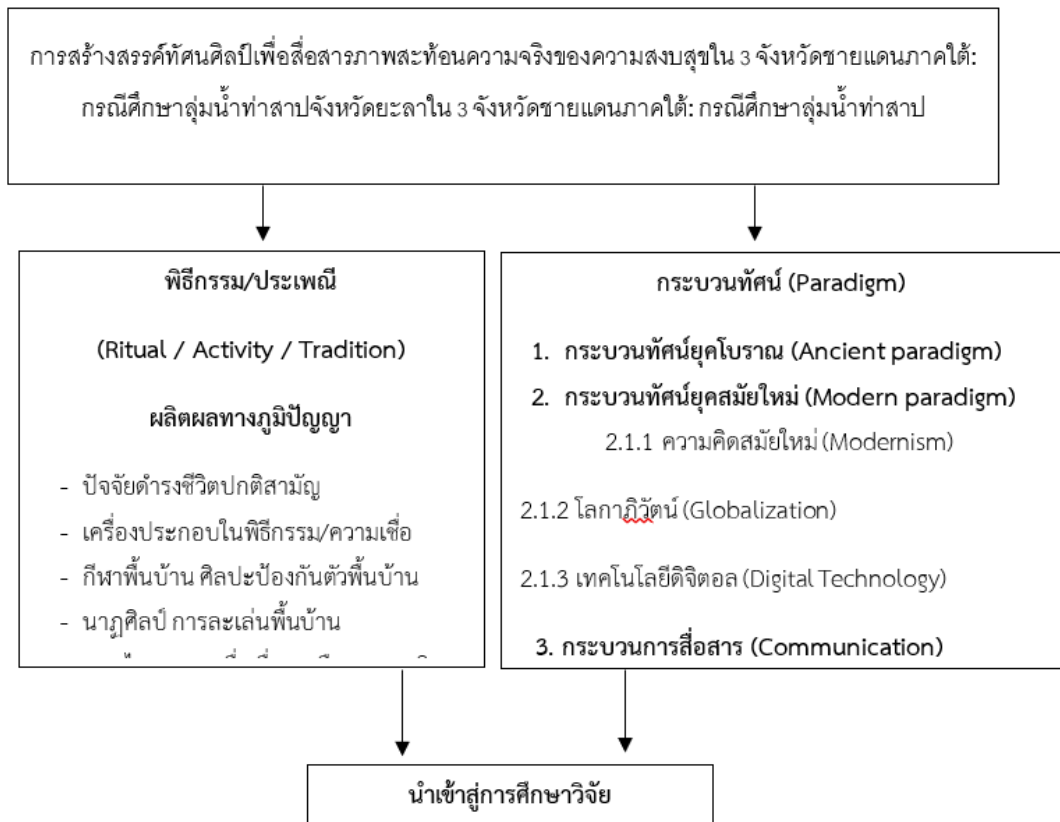 การสร้างสรรค์ทัศนศิลป์เพื่อสื่อสารภาพสะท้อนความจริงของความสงบสุขใน 3 จังหวัดชายแดนภาคใต้:
กรณีศึกษาลุ่มน้ำท่าสาปจังหวัดยะลาใน 3 จังหวัดชายแดนภาคใต้: กรณีศึกษาลุ่มน้ำท่าสาป
พิธีกรรม/ประเพณี
(Ritual / Activity / Tradition)
ผลิตผลทางภูมิปัญญา
- ปัจจัยดำรงชีวิตปกติสามัญ
- เครื่องประกอบในพิธีกรรม/ความเชื่อ
- กีฬาพื้นบ้าน ศิลปะป้องกันตัวพื้นบ้าน
- นาฏศิลป์ การละเล่นพื้นบ้าน
กระบวนทัศน์ (Paradigm)
1. กระบวนทัศน์ยุคโบราณ (Ancient paradigm)
2. กระบวนทัศน์ยุคสมัยใหม่ (Modern paradigm)
2.1.1 ความคิดสมัยใหม่ (Modernism)
2.1.2 โลกาภิวัตน์ (Globalization)
2.1.3 เทคโนโลยีดิจิตอล (Digital Technology)
3. กระบวนการสื่อสาร (Communication)
นำเข้าสู่การศึกษาวิจัย